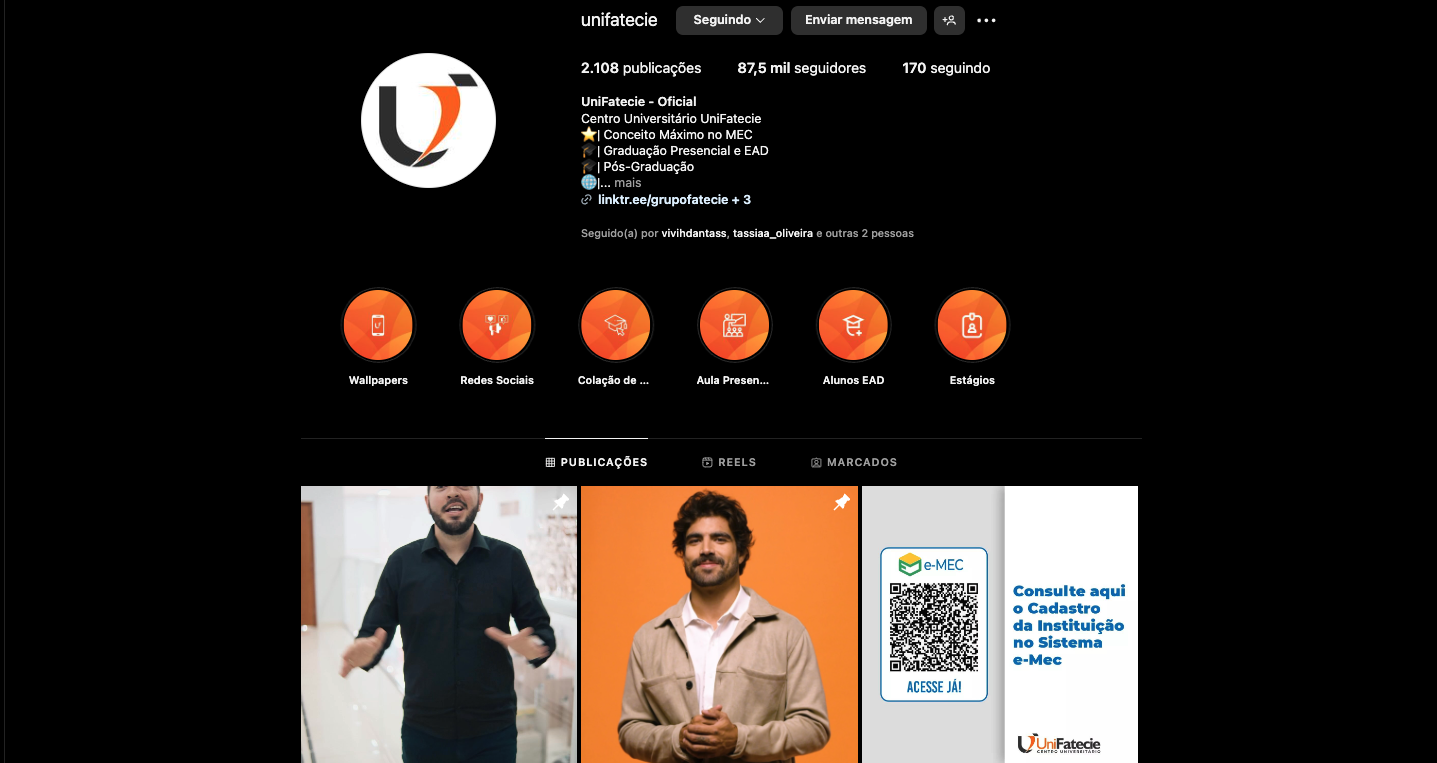 unifatecie Seguindo Enviar mensagem
2.108 publicações 87,5 mil seguidores 170 seguindo
UniFatecie - Oficial
Centro Universitário UniFatecie
⭐| Conceito Máximo no MEC
🎓| Graduação Presencial e EAD
🎓| Pós-Graduação
🌐|... mais
linktr.ee/grupofatecie + 3
Seguido(a) por vivihdantass, tassiaa_oliveira e outras 2 pessoas
Wallpapers Redes Sociais Colação de ... Aula Presen... Alunos EAD Estágios
PUBLICAÇÕES REELS MARCADOS
e-MEC
ACESSE JÁ!
Consulte aqui
o Cadastro
da Instituição
no Sistema
e-Mec
UniFatecie
CENTRO UNIVERSITÁRIO